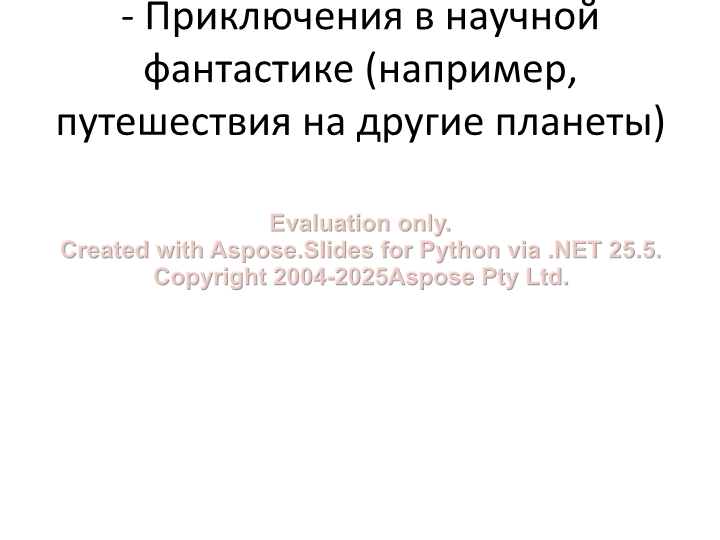 - Приключения в научной
фантастике (например,
путешествия на другие планеты)
Evaluation only.
Created with Aspose.Slides for Python via .NET 25.5.
Copyright 2004-2025Aspose Pty Ltd.